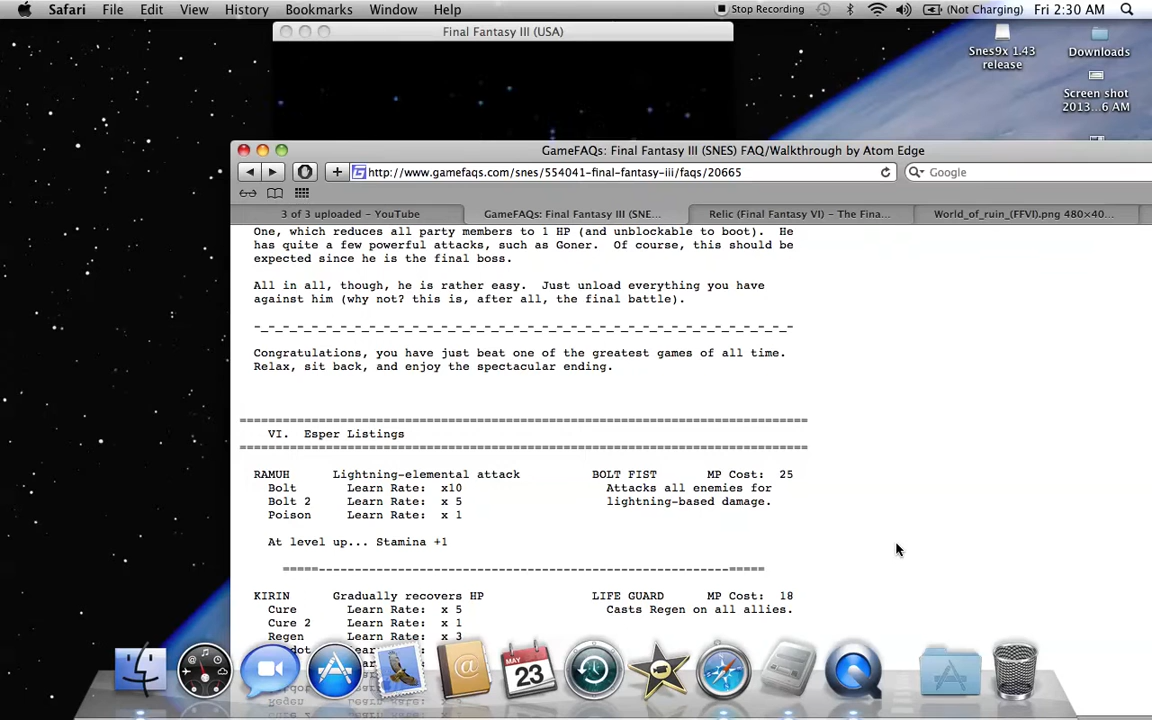 Safari File Edit View History Bookmarks Window Help Stop Recording (Not Charging) Fri 2:30 AM
Final Fantasy III (USA)
Snes9x 1.43
release
Downloads
Screen shot
2013...6 AM
GameFAQs: Final Fantasy III (SNES) FAQ/Walkthrough by Atom Edge
http://www.gamefaqs.com/snes/554041-final-fantasy-iii/faqs/20665
Google
3 of 3 uploaded – YouTube
GameFAQs: Final Fantasy III (SNE...
Relic (Final Fantasy VI) – The Fina...
World_of_ruin_(FFVI).png 480×40...
One, which reduces all party members to 1 HP (and unblockable to boot). He
has quite a few powerful attacks, such as Goner. Of course, this should be
expected since he is the final boss.
All in all, though, he is rather easy. Just unload everything you have
against him (why not? this is, after all, the final battle).
Congratulations, you have just beat one of the greatest games of all time.
Relax, sit back, and enjoy the spectacular ending.
VI. Esper Listings
RAMUH Lightning-elemental attack BOLT FIST MP Cost: 25
Bolt Learn Rate: x10 Attacks all enemies for
Bolt 2 Learn Rate: x 5 lightning-based damage.
Poison Learn Rate: x 1
At level up... Stamina +1
KIRIN Gradually recovers HP LIFE GUARD MP Cost: 18
Cure Learn Rate: x 5 Casts Regen on all allies.
Cure 2 Learn Rate: x 1
Regen Learn Rate: x 3
MAY
23